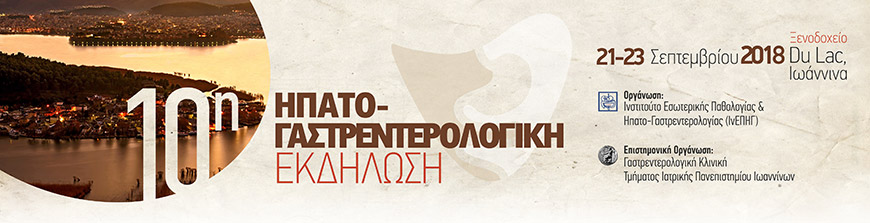 10η
ΗΠΑΤΟ-
ΓΑΣΤΡΕΝΤΕΡΟΛΟΓΙΚΗ
ΕΚΔΗΛΩΣΗ
21-23 Σεπτεμβρίου 2018
Ξενοδοχείο
Du Lac,
Ιωάννινα
Οργάνωση:
Ινστιτούτο Εσωτερικής Παθολογίας &
Ηπατο-Γαστρεντερολογίας (ΙνΕΠΗΓ)
Επιστημονική Οργάνωση:
Γαστρεντερολογική Κλινική
Τμήματος Ιατρικής Πανεπιστημίου Ιωαννίνων